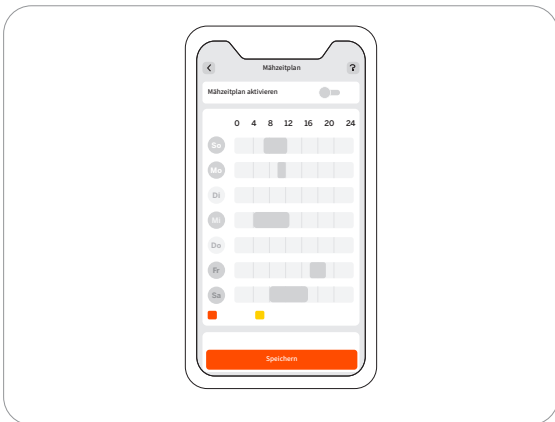 Mähzeitplan
?
Mähzeitplan aktivieren
0 4 8 12 16 20 24
So
Mo
Di
Mi
Do
Fr
Sa
Speichern